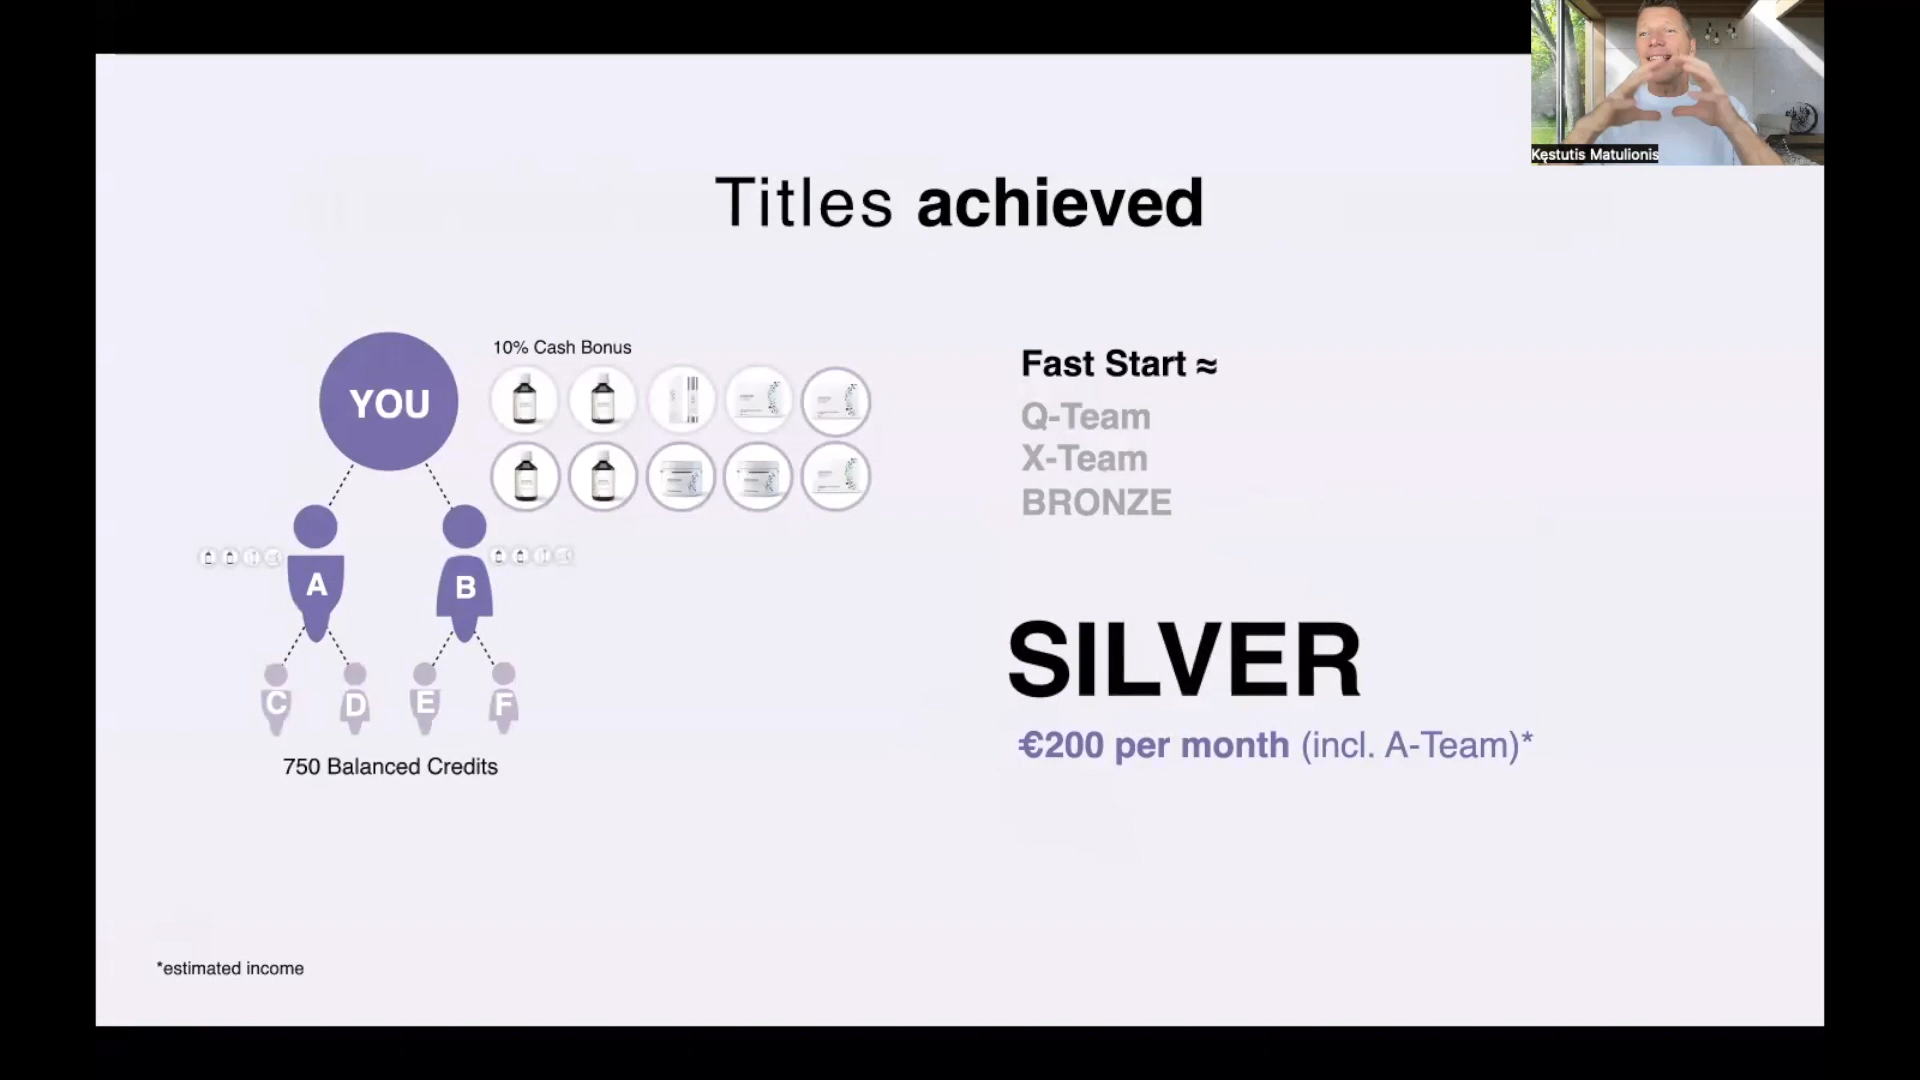 Kęstutis Matulionis
Titles achieved
10% Cash Bonus
YOU
A
B
C
D
E
F
750 Balanced Credits
Fast Start ≈
Q-Team
X-Team
BRONZE
SILVER
€200 per month (incl. A-Team)*
*estimated income